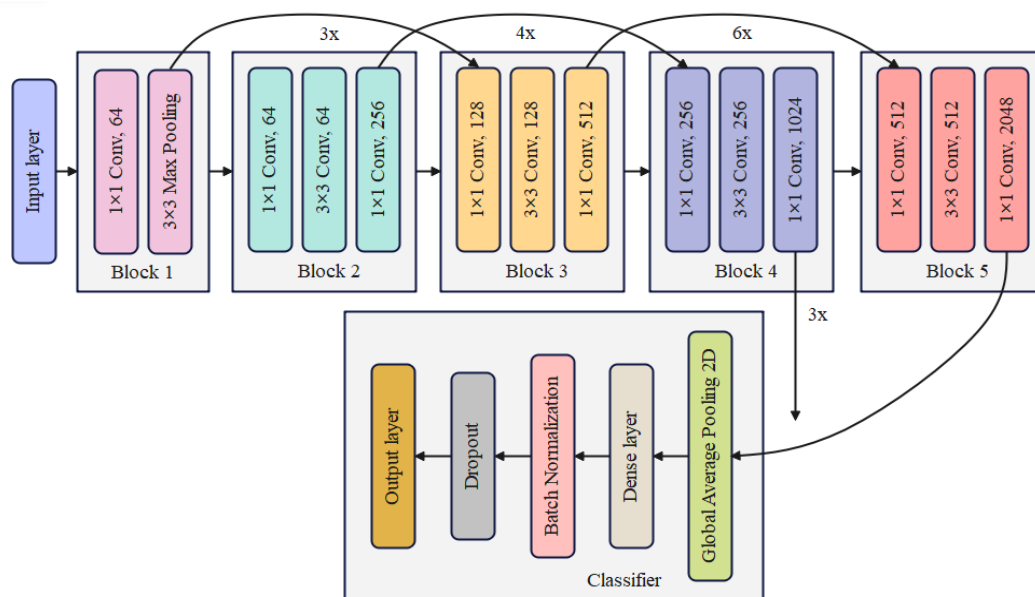 3x
4x
6x
Input layer
1×1 Conv, 64
3×3 Max Pooling
Block 1
1×1 Conv, 64
3×3 Conv, 64
1×1 Conv, 256
Block 2
1×1 Conv, 128
3×3 Conv, 128
1×1 Conv, 512
Block 3
1×1 Conv, 256
3×3 Conv, 256
1×1 Conv, 1024
Block 4
1×1 Conv, 512
3×3 Conv, 512
1×1 Conv, 2048
Block 5
3x
Output layer
Dropout
Batch Normalization
Dense layer
Global Average Pooling 2D
Classifier